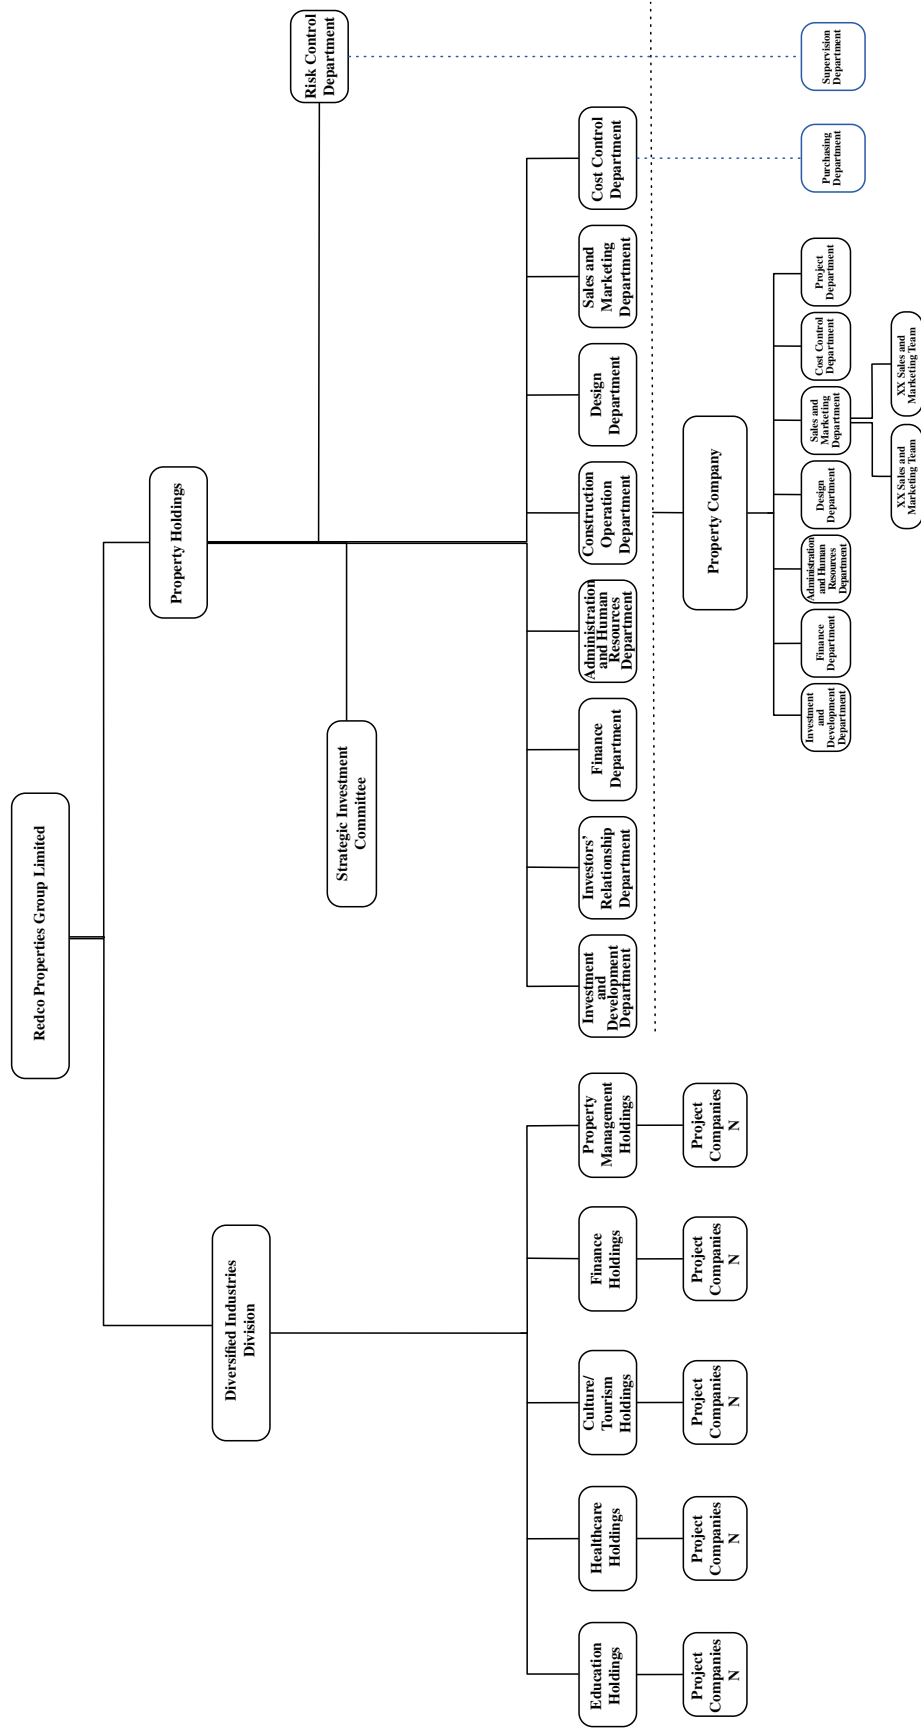 Redco Properties Group Limited
Diversified Industries
Division
Property Holdings
Strategic Investment
Committee
Risk Control
Department
Education
Holdings
Healthcare
Holdings
Culture/
Tourism
Holdings
Finance
Holdings
Property
Management
Holdings
Investment
and
Development
Department
Investors’
Relationship
Department
Finance
Department
Administration
and Human
Resources
Department
Construction
Operation
Department
Design
Department
Sales and
Marketing
Department
Cost Control
Department
Project
Companies
N
Project
Companies
N
Project
Companies
N
Project
Companies
N
Project
Companies
N
Property Company
Investment
and
Development
Department
Finance
Department
Administration
and Human
Resources
Department
Design
Department
Sales and
Marketing
Department
Cost Control
Department
Project
Department
Purchasing
Department
Supervision
Department
XX Sales and
Marketing Team
XX Sales and
Marketing Team